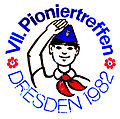 VII. Pioniertreffen
DRESDEN 1982